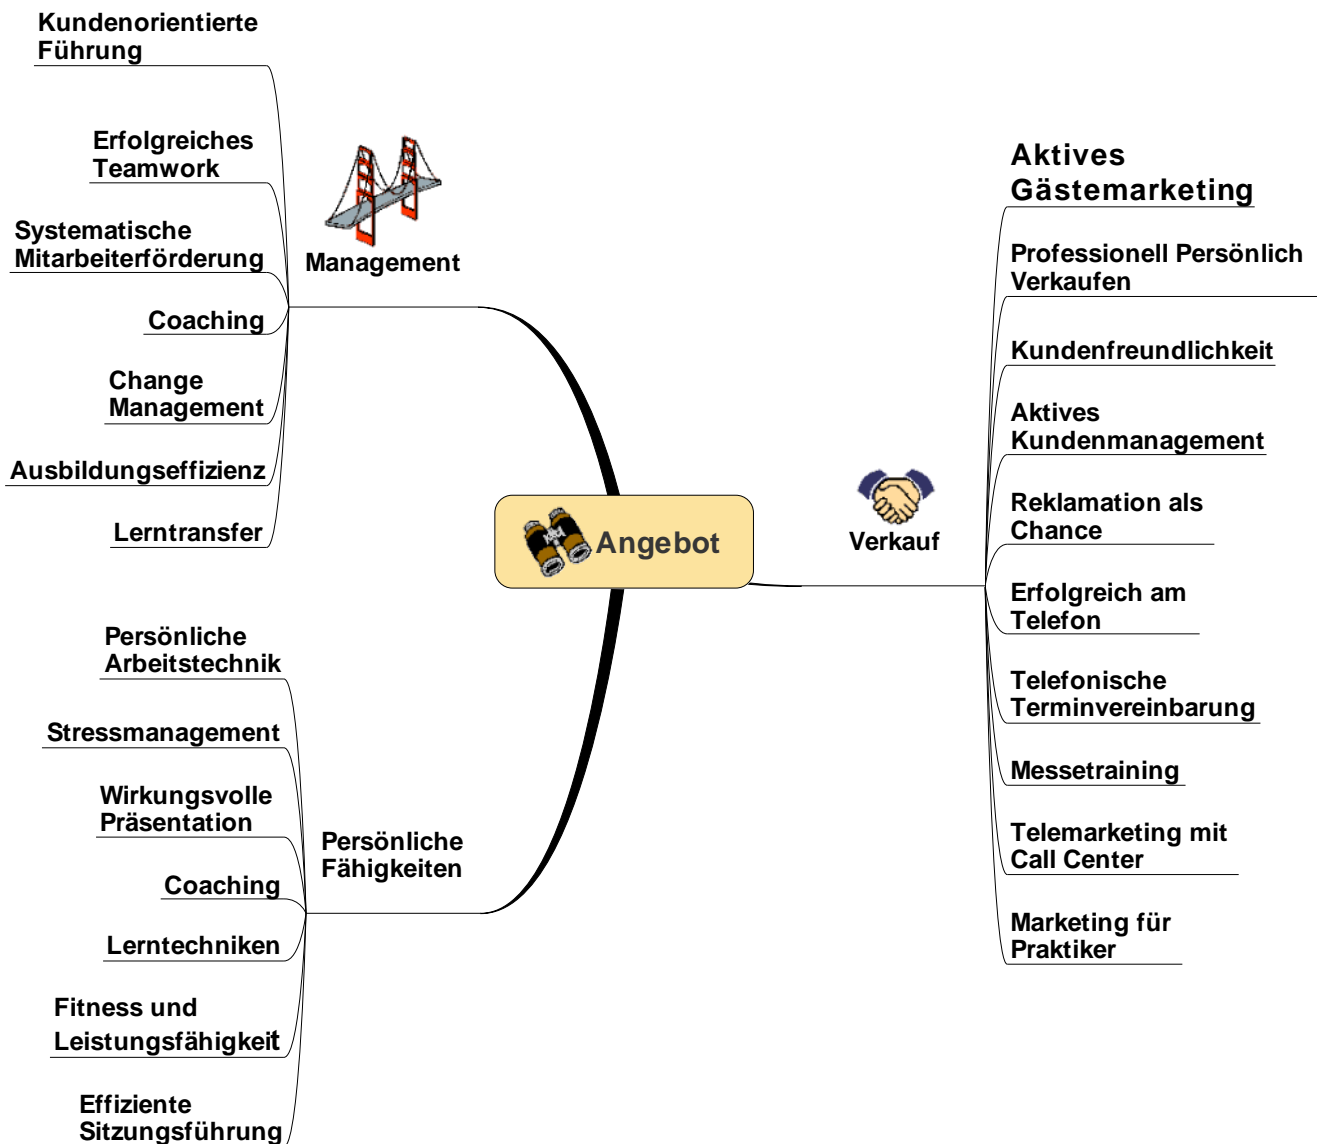 Kundenorientierte
Führung
Erfolgreiches
Teamwork
Systematische
Mitarbeiterförderung
Coaching
Change
Management
Ausbildungseffizienz
Lerntransfer
Management
Angebot
Persönliche
Arbeitstechnik
Stressmanagement
Wirkungsvolle
Präsentation
Coaching
Lerntechniken
Fitness und
Leistungsfähigkeit
Effiziente
Sitzungsführung
Persönliche
Fähigkeiten
Verkauf
Aktives
Gästemarketing
Professionell Persönlich
Verkaufen
Kundenfreundlichkeit
Aktives
Kundenmanagement
Reklamation als
Chance
Erfolgreich am
Telefon
Telefonische
Terminvereinbarung
Messetraining
Telemarketing mit
Call Center
Marketing für
Praktiker